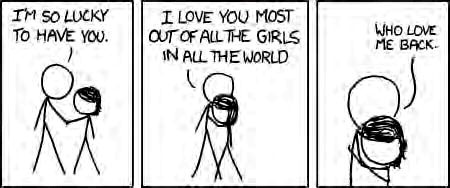 I'M SO LUCKY
TO HAVE YOU.
I LOVE YOU MOST
OUT OF ALL THE GIRLS
IN ALL THE WORLD
WHO LOVE
ME BACK.